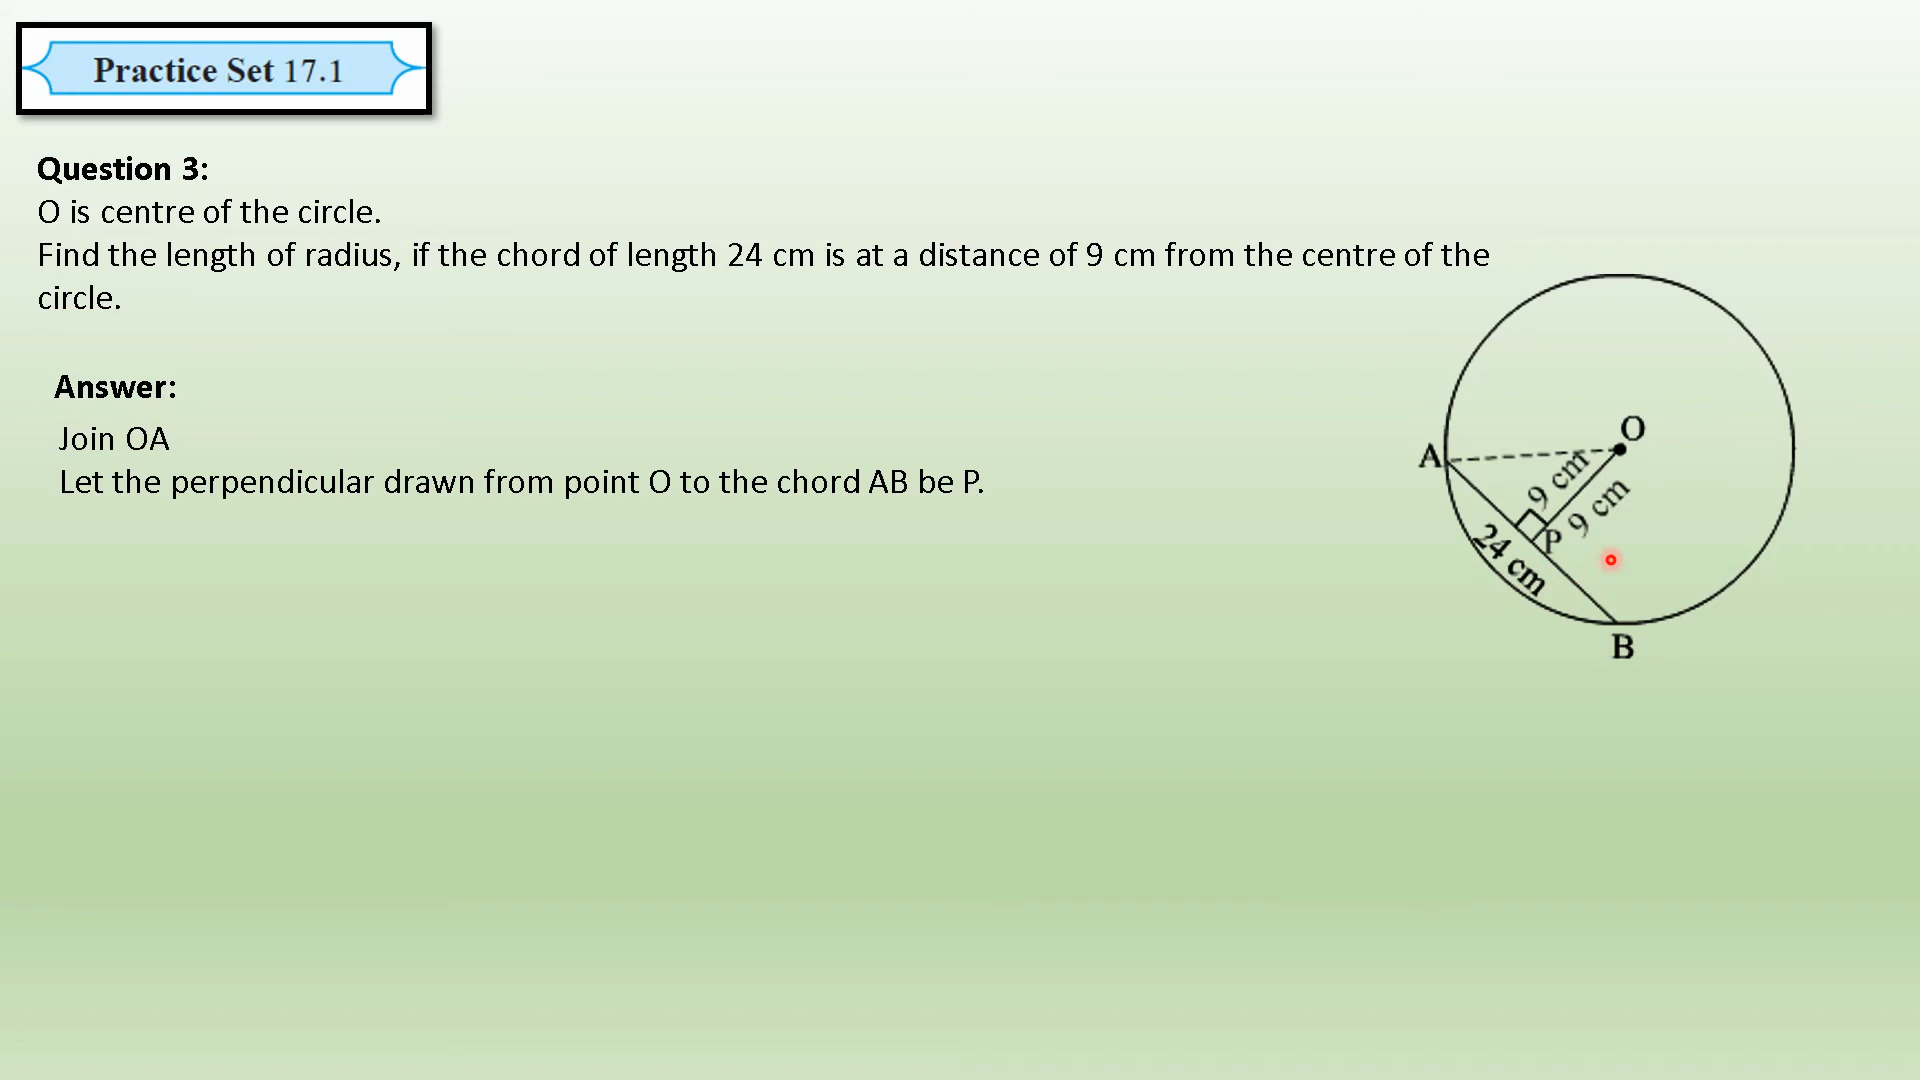 Practice Set 17.1
Question 3:
O is centre of the circle.
Find the length of radius, if the chord of length 24 cm is at a distance of 9 cm from the centre of the
circle.
Answer:
Join OA
Let the perpendicular drawn from point O to the chord AB be P.
O
A
9 cm
9 cm
P
24 cm
B